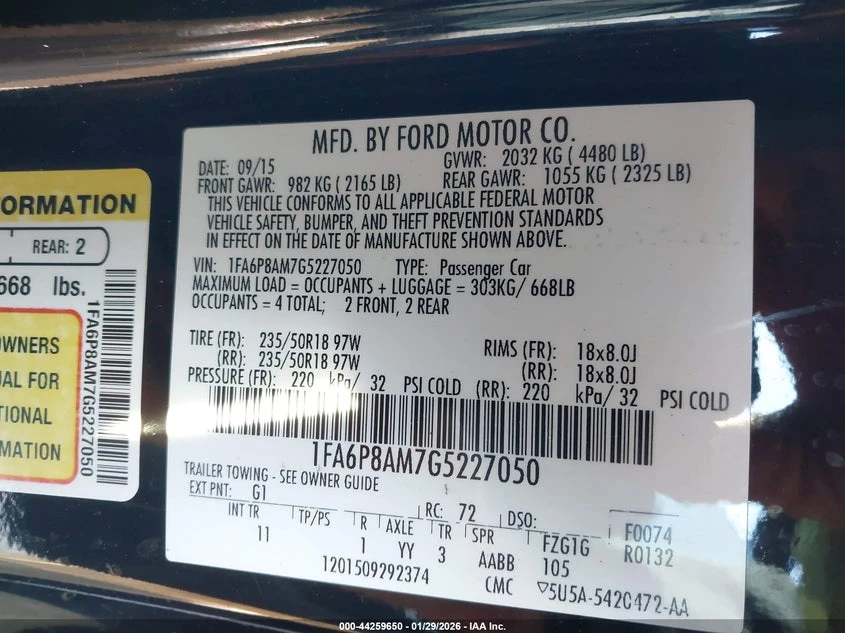 ORMATION
REAR: 2
668 lbs.
OWNERS
UAL FOR
TIONAL
RMATION
1FA6P8AM7G5227050
MFD. BY FORD MOTOR CO.
DATE: 09/15 GVWR: 2032 KG ( 4480 LB)
FRONT GAWR: 982 KG ( 2165 LB) REAR GAWR: 1055 KG ( 2325 LB)
THIS VEHICLE CONFORMS TO ALL APPLICABLE FEDERAL MOTOR
VEHICLE SAFETY, BUMPER, AND THEFT PREVENTION STANDARDS
IN EFFECT ON THE DATE OF MANUFACTURE SHOWN ABOVE.
VIN: 1FA6P8AM7G5227050 TYPE: Passenger Car
MAXIMUM LOAD = OCCUPANTS + LUGGAGE = 303KG/ 668LB
OCCUPANTS = 4 TOTAL; 2 FRONT, 2 REAR
TIRE (FR): 235/50R18 97W RIMS (FR): 18x8.0J
(RR): 235/50R18 97W (RR): 18x8.0J
PRESSURE (FR): 220 kPa/ 32 PSI COLD (RR): 220 kPa/ 32 PSI COLD
1FA6P8AM7G5227050
TRAILER TOWING - SEE OWNER GUIDE
EXT PNT: G1 RC: 72 DSO: F0074
INT TR TP/PS R AXLE TR SPR FZG1G R0132
11 1 YY 3 AABB 105
1201509292374 CMC ▽5U5A-5420472-AA
000-44259650 - 01/29/2026 - IAA Inc.